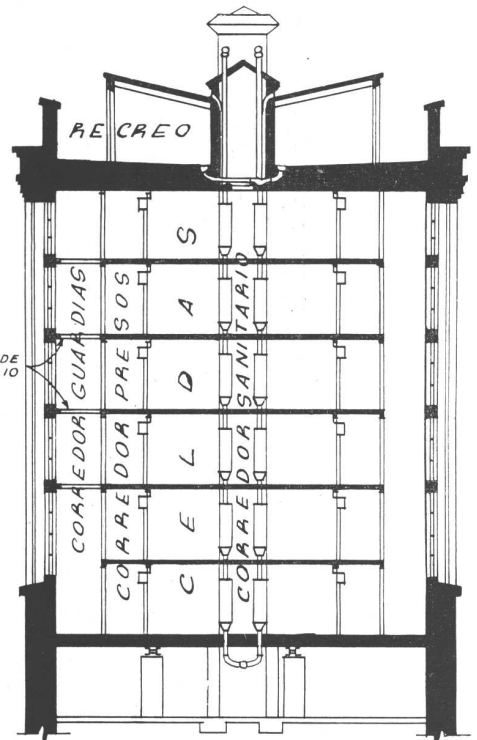 RECREO
DE
10
CORREDOR GUARDIAS
CORREDOR PRESOS
CELDAS
CORREDOR SANITARIO